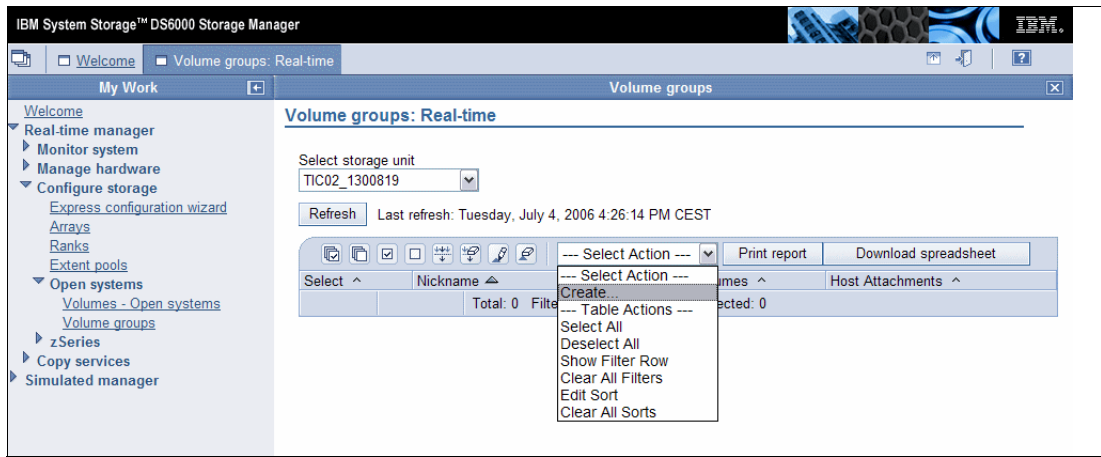 IBM System Storage™ DS6000 Storage Manager
IBM.
Welcome
Volume groups: Real-time
?
My Work
Volume groups
Welcome
Real-time manager
Monitor system
Manage hardware
Configure storage
Express configuration wizard
Arrays
Ranks
Extent pools
Open systems
Volumes - Open systems
Volume groups
zSeries
Copy services
Simulated manager
Volume groups: Real-time
Select storage unit
TIC02_1300819
Refresh Last refresh: Tuesday, July 4, 2006 4:26:14 PM CEST
--- Select Action --- Print report Download spreadsheet
Select ^ Nickname umes ^ Host Attachments ^
Total: 0 Filte ected: 0
--- Select Action ---
Create...
--- Table Actions ---
Select All
Deselect All
Show Filter Row
Clear All Filters
Edit Sort
Clear All Sorts